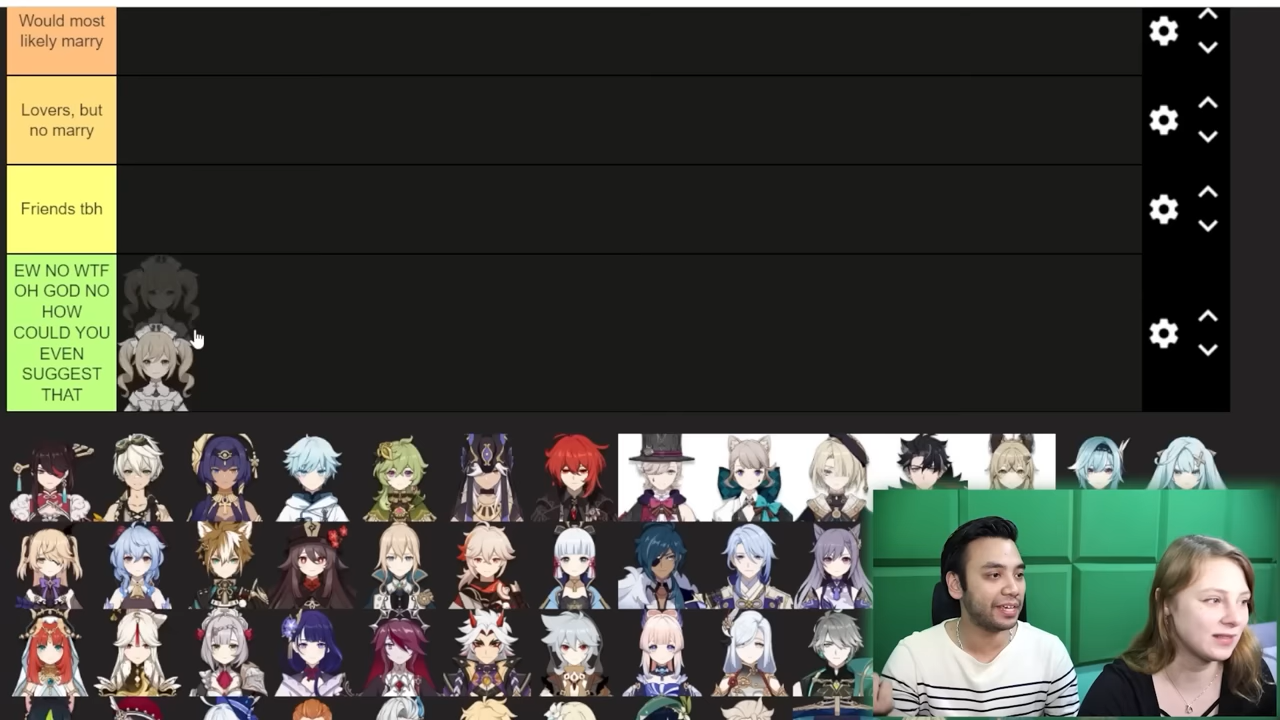 Would most
likely marry
Lovers, but
no marry
Friends tbh
EW NO WTF
OH GOD NO
HOW
COULD YOU
EVEN
SUGGEST
THAT